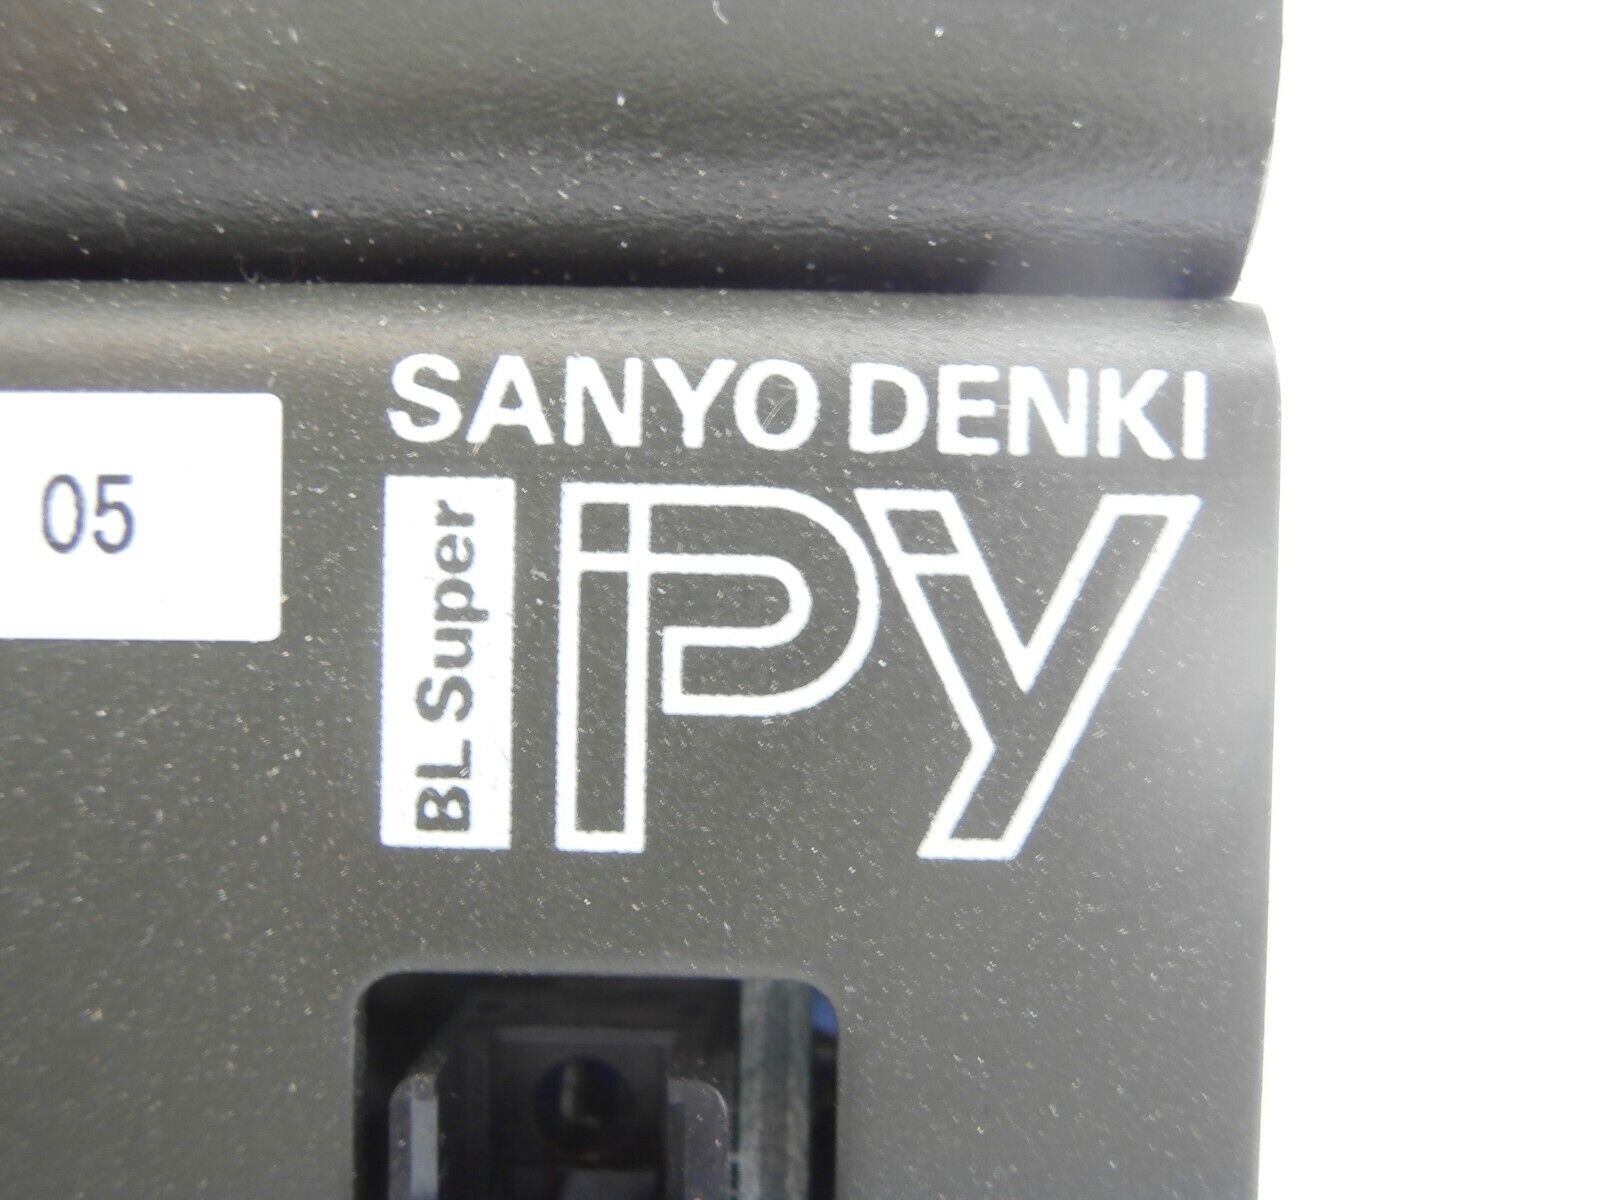 SANYO DENKI
05
BL Super
PY